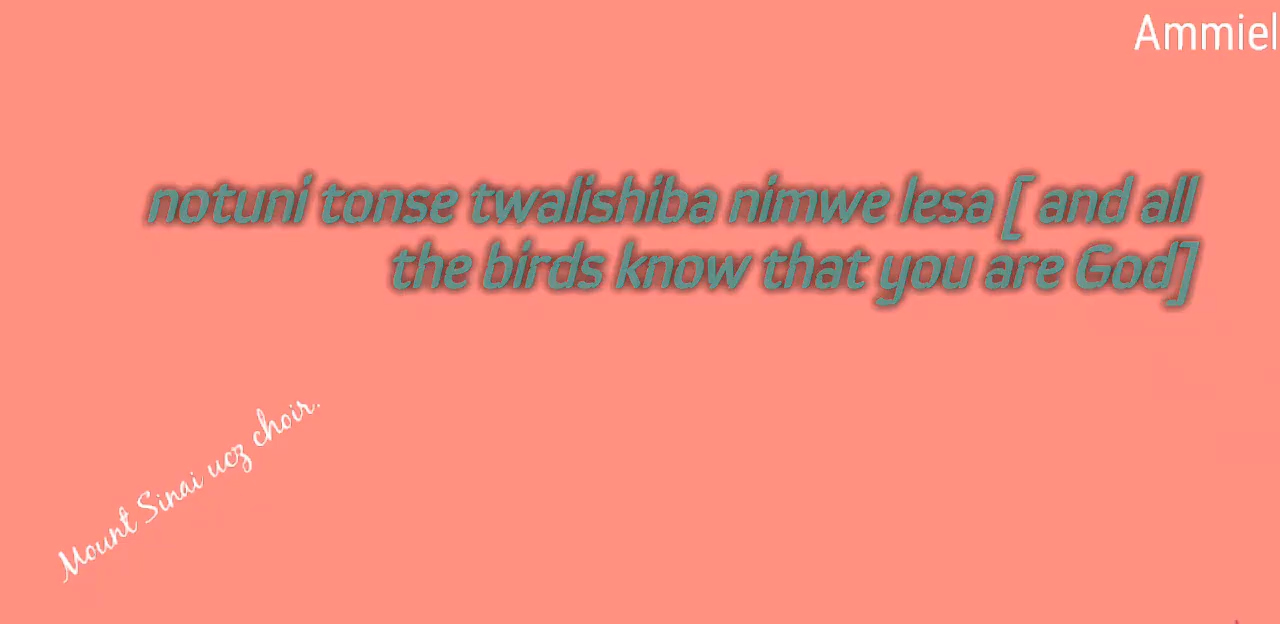 Ammiel
notuni tonse twalishiba nimwe lesa [ and all
the birds know that you are God]
Mount Sinai ucz choir.